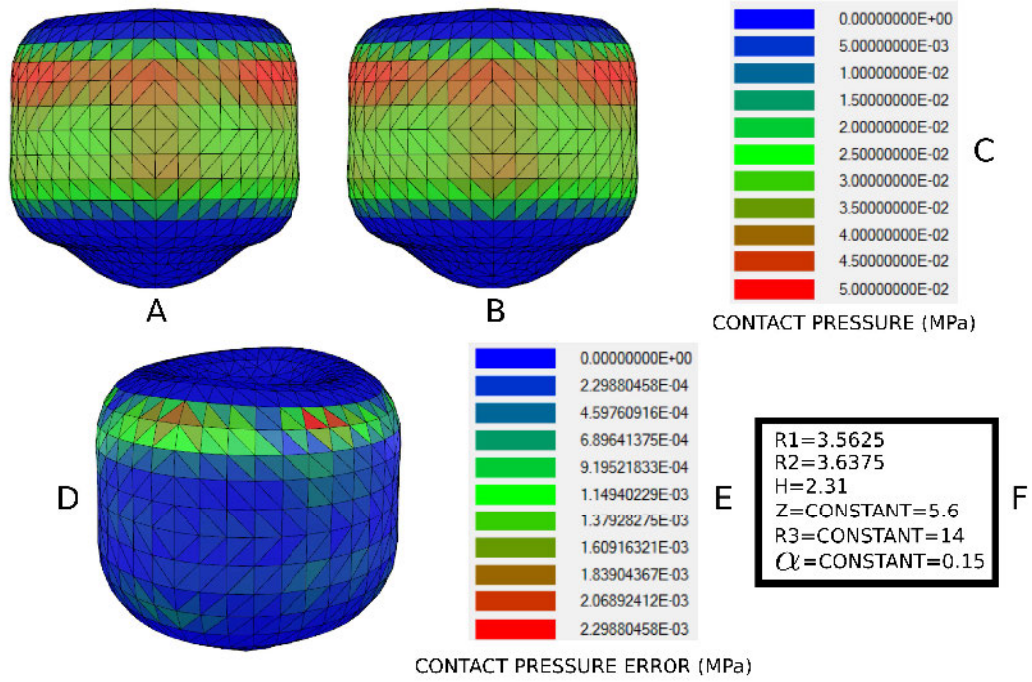 A
B
0.00000000E+00
5.00000000E-03
1.00000000E-02
1.50000000E-02
2.00000000E-02
2.50000000E-02
3.00000000E-02
3.50000000E-02
4.00000000E-02
4.50000000E-02
5.00000000E-02
C
CONTACT PRESSURE (MPa)
D
0.00000000E+00
2.29880458E-04
4.59760916E-04
6.89641375E-04
9.19521833E-04
1.14940229E-03
1.37928275E-03
1.60916321E-03
1.83904367E-03
2.06892412E-03
2.29880458E-03
E
CONTACT PRESSURE ERROR (MPa)
R1=3.5625
R2=3.6375
H=2.31
Z=CONSTANT=5.6
R3=CONSTANT=14
α=CONSTANT=0.15
F